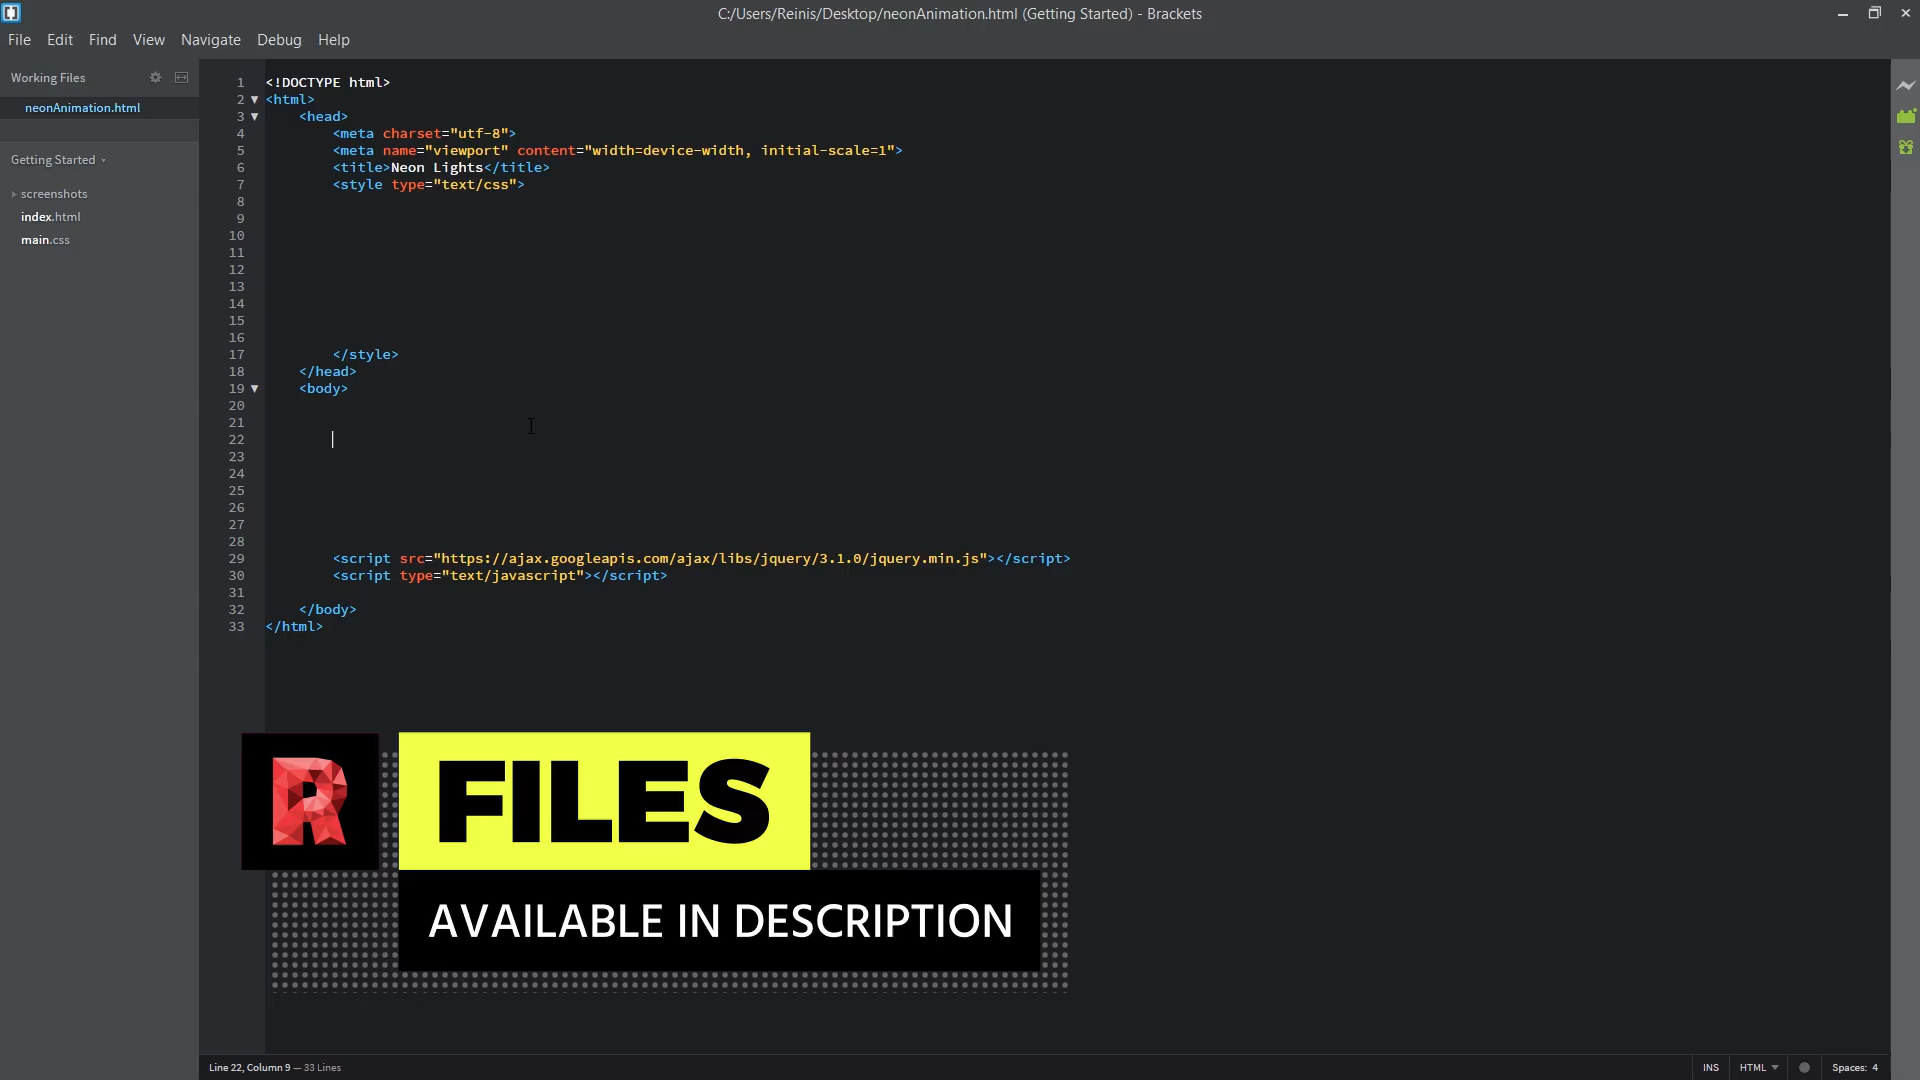 C:/Users/Reinis/Desktop/neonAnimation.html (Getting Started) - Brackets
File Edit Find View Navigate Debug Help
Working Files
neonAnimation.html
Getting Started
screenshots
index.html
main.css
1 <!DOCTYPE html>
2 <html>
3 <head>
4 <meta charset="utf-8">
5 <meta name="viewport" content="width=device-width, initial-scale=1">
6 <title>Neon Lights</title>
7 <style type="text/css">
8
9
10
11
12
13
14
15
16
17 </style>
18 </head>
19 <body>
20
21
22
23
24
25
26
27
28
29 <script src="https://ajax.googleapis.com/ajax/libs/jquery/3.1.0/jquery.min.js"></script>
30 <script type="text/javascript"></script>
31
32 </body>
33 </html>
R
FILES
AVAILABLE IN DESCRIPTION
Line 22, Column 9 — 33 Lines
INS HTML Spaces: 4